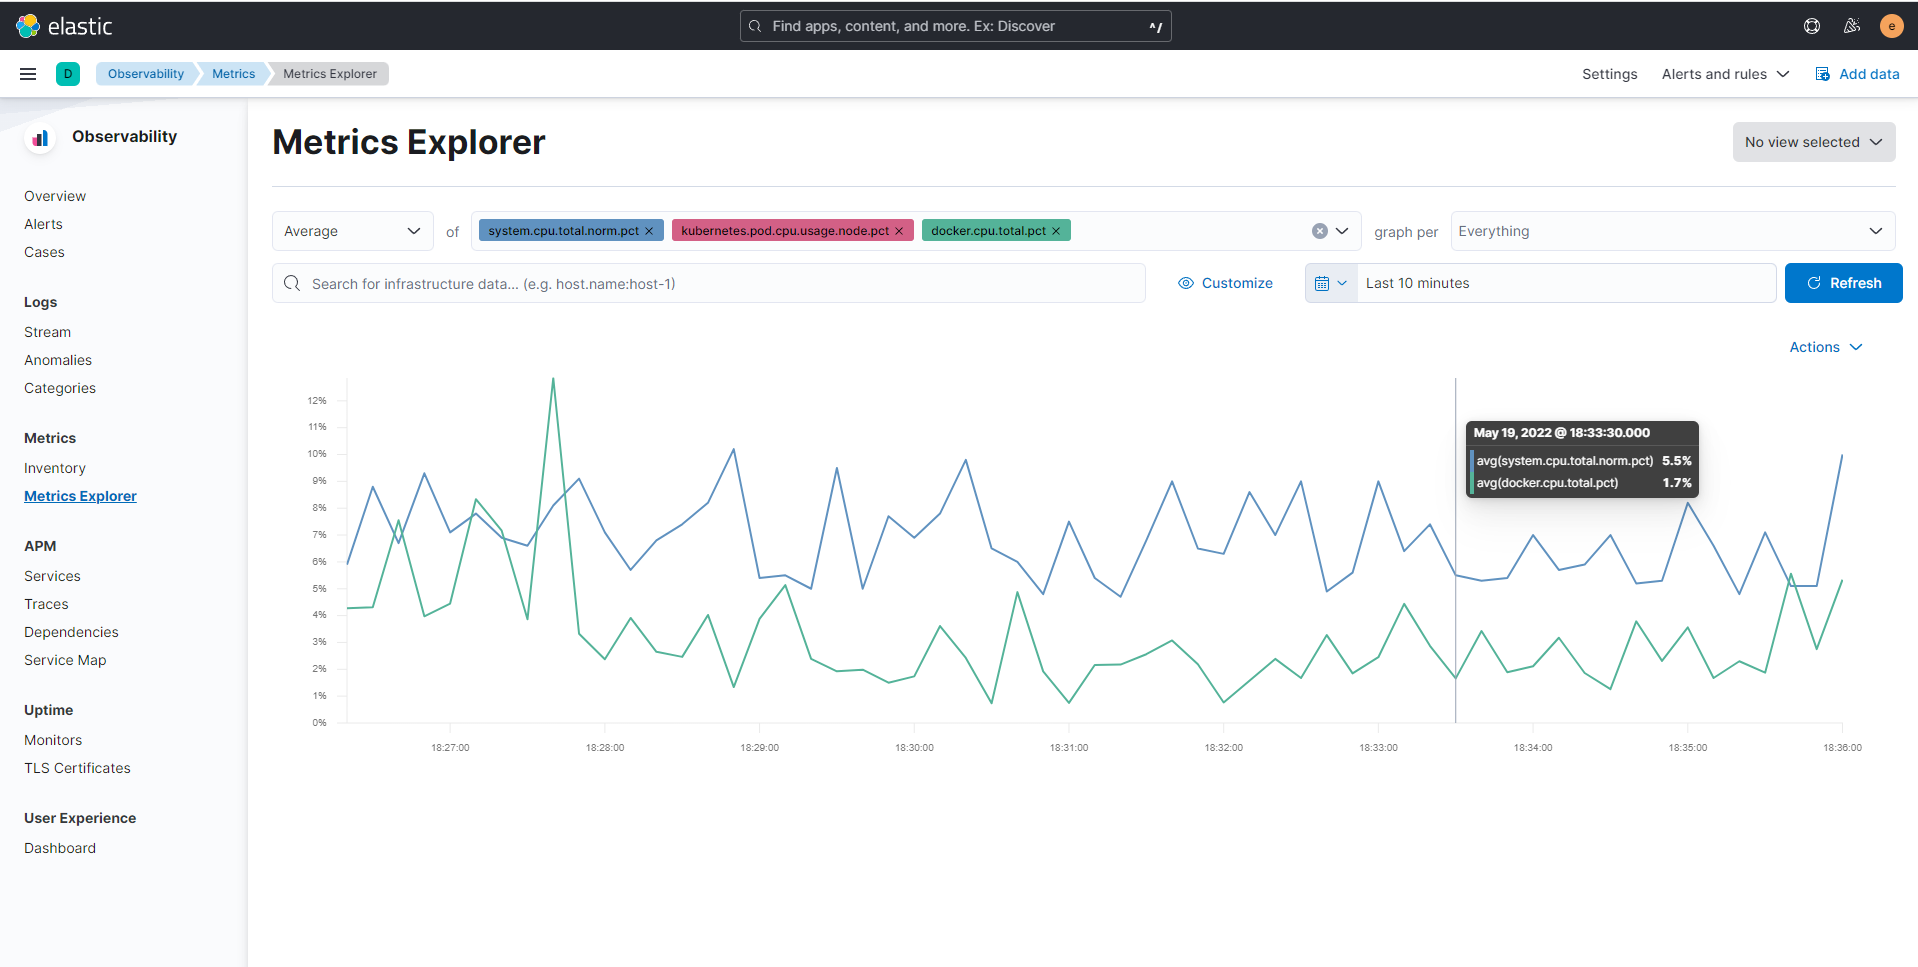 elastic
Find apps, content, and more. Ex: Discover
^/
e
D
Observability
Metrics
Metrics Explorer
Settings
Alerts and rules
Add data
Observability
Overview
Alerts
Cases
Logs
Stream
Anomalies
Categories
Metrics
Inventory
Metrics Explorer
APM
Services
Traces
Dependencies
Service Map
Uptime
Monitors
TLS Certificates
User Experience
Dashboard
Metrics Explorer
No view selected
Average
of
system.cpu.total.norm.pct ×
kubernetes.pod.cpu.usage.node.pct ×
docker.cpu.total.pct ×
graph per
Everything
Search for infrastructure data... (e.g. host.name:host-1)
Customize
Last 10 minutes
Refresh
Actions
12%
11%
10%
9%
8%
7%
6%
5%
4%
3%
2%
1%
0%
May 19, 2022 @ 18:33:30.000
avg(system.cpu.total.norm.pct) 5.5%
avg(docker.cpu.total.pct) 1.7%
18:27:00
18:28:00
18:29:00
18:30:00
18:31:00
18:32:00
18:33:00
18:34:00
18:35:00
18:36:00